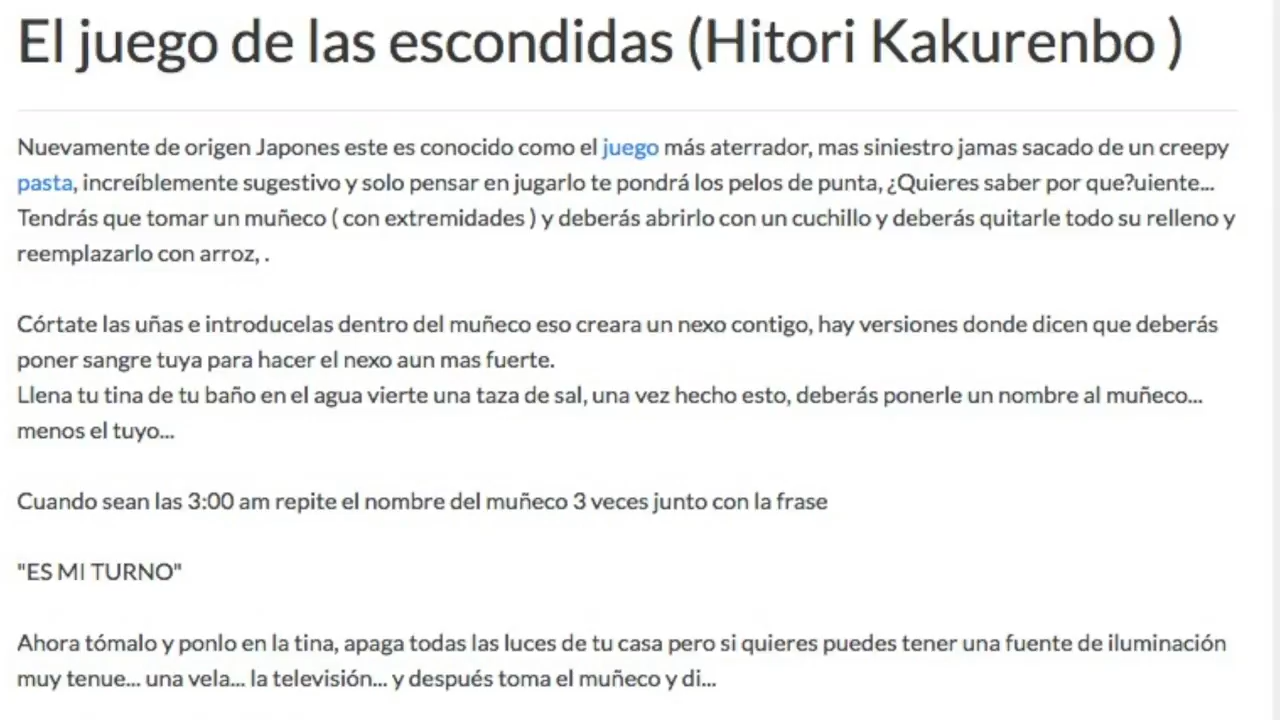 El juego de las escondidas (Hitori Kakurenbo )
Nuevamente de origen Japones este es conocido como el juego más aterrador, mas siniestro jamas sacado de un creepy
pasta, increíblemente sugestivo y solo pensar en jugarlo te pondrá los pelos de punta, ¿Quieres saber por que?uiente...
Tendrás que tomar un muñeco ( con extremidades ) y deberás abrirlo con un cuchillo y deberás quitarle todo su relleno y
reemplazarlo con arroz, .
Córtate las uñas e introducelas dentro del muñeco eso creara un nexo contigo, hay versiones donde dicen que deberás
poner sangre tuya para hacer el nexo aun mas fuerte.
Llena tu tina de tu baño en el agua vierte una taza de sal, una vez hecho esto, deberás ponerle un nombre al muñeco...
menos el tuyo...
Cuando sean las 3:00 am repite el nombre del muñeco 3 veces junto con la frase
"ES MI TURNO"
Ahora tómalo y ponlo en la tina, apaga todas las luces de tu casa pero si quieres puedes tener una fuente de iluminación
muy tenue... una vela... la televisión... y después toma el muñeco y di...